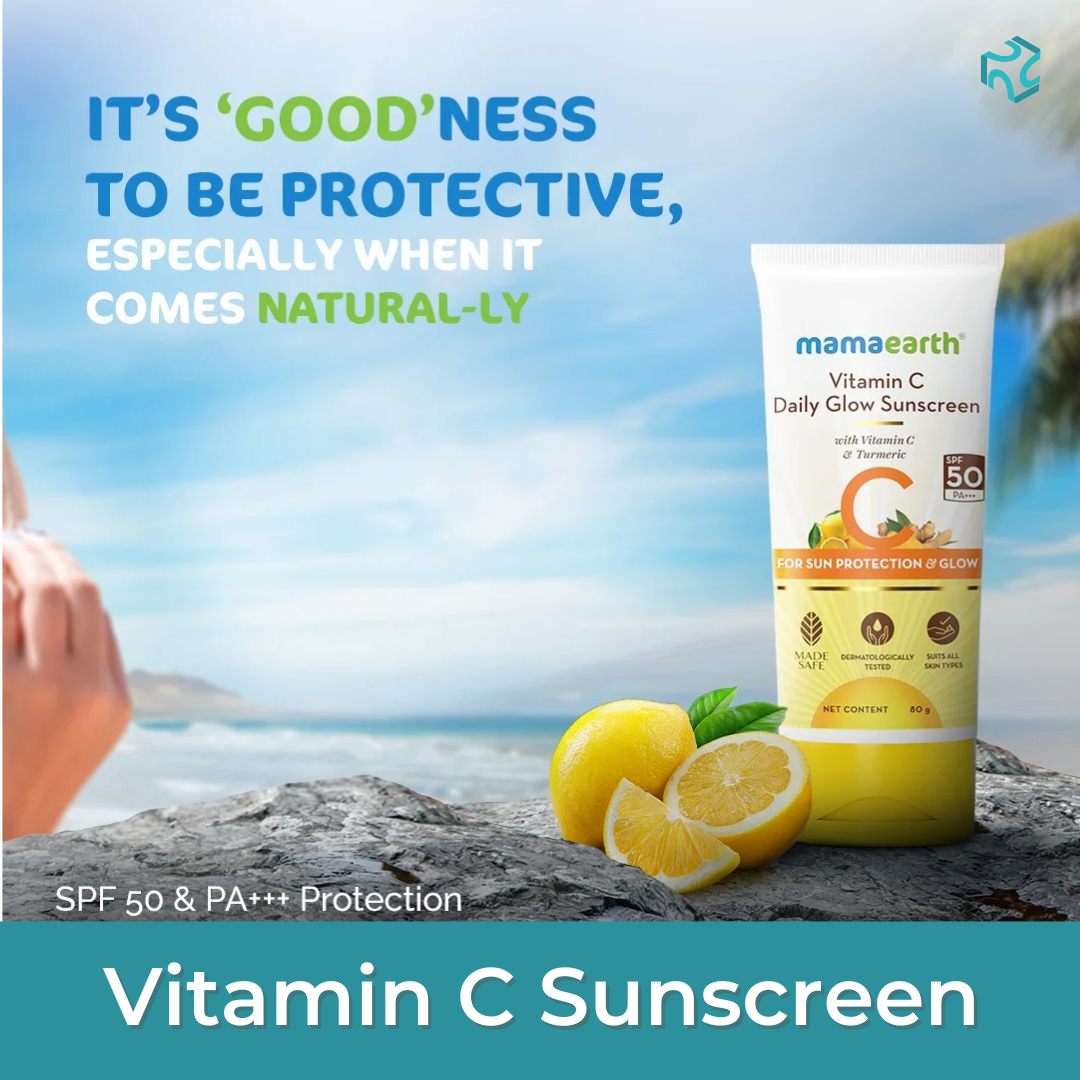 IT'S ‘GOOD’NESS
TO BE PROTECTIVE,
ESPECIALLY WHEN IT
COMES NATURAL-LY
mamaearth®
Vitamin C
Daily Glow Sunscreen
with Vitamin C
& Turmeric
SPF
50
PA+++
C
FOR SUN PROTECTION & GLOW
MADE
SAFE
DERMATOLOGICALLY
TESTED
SUITS ALL
SKIN TYPES
NET CONTENT 80 g
SPF 50 & PA+++ Protection
Vitamin C Sunscreen